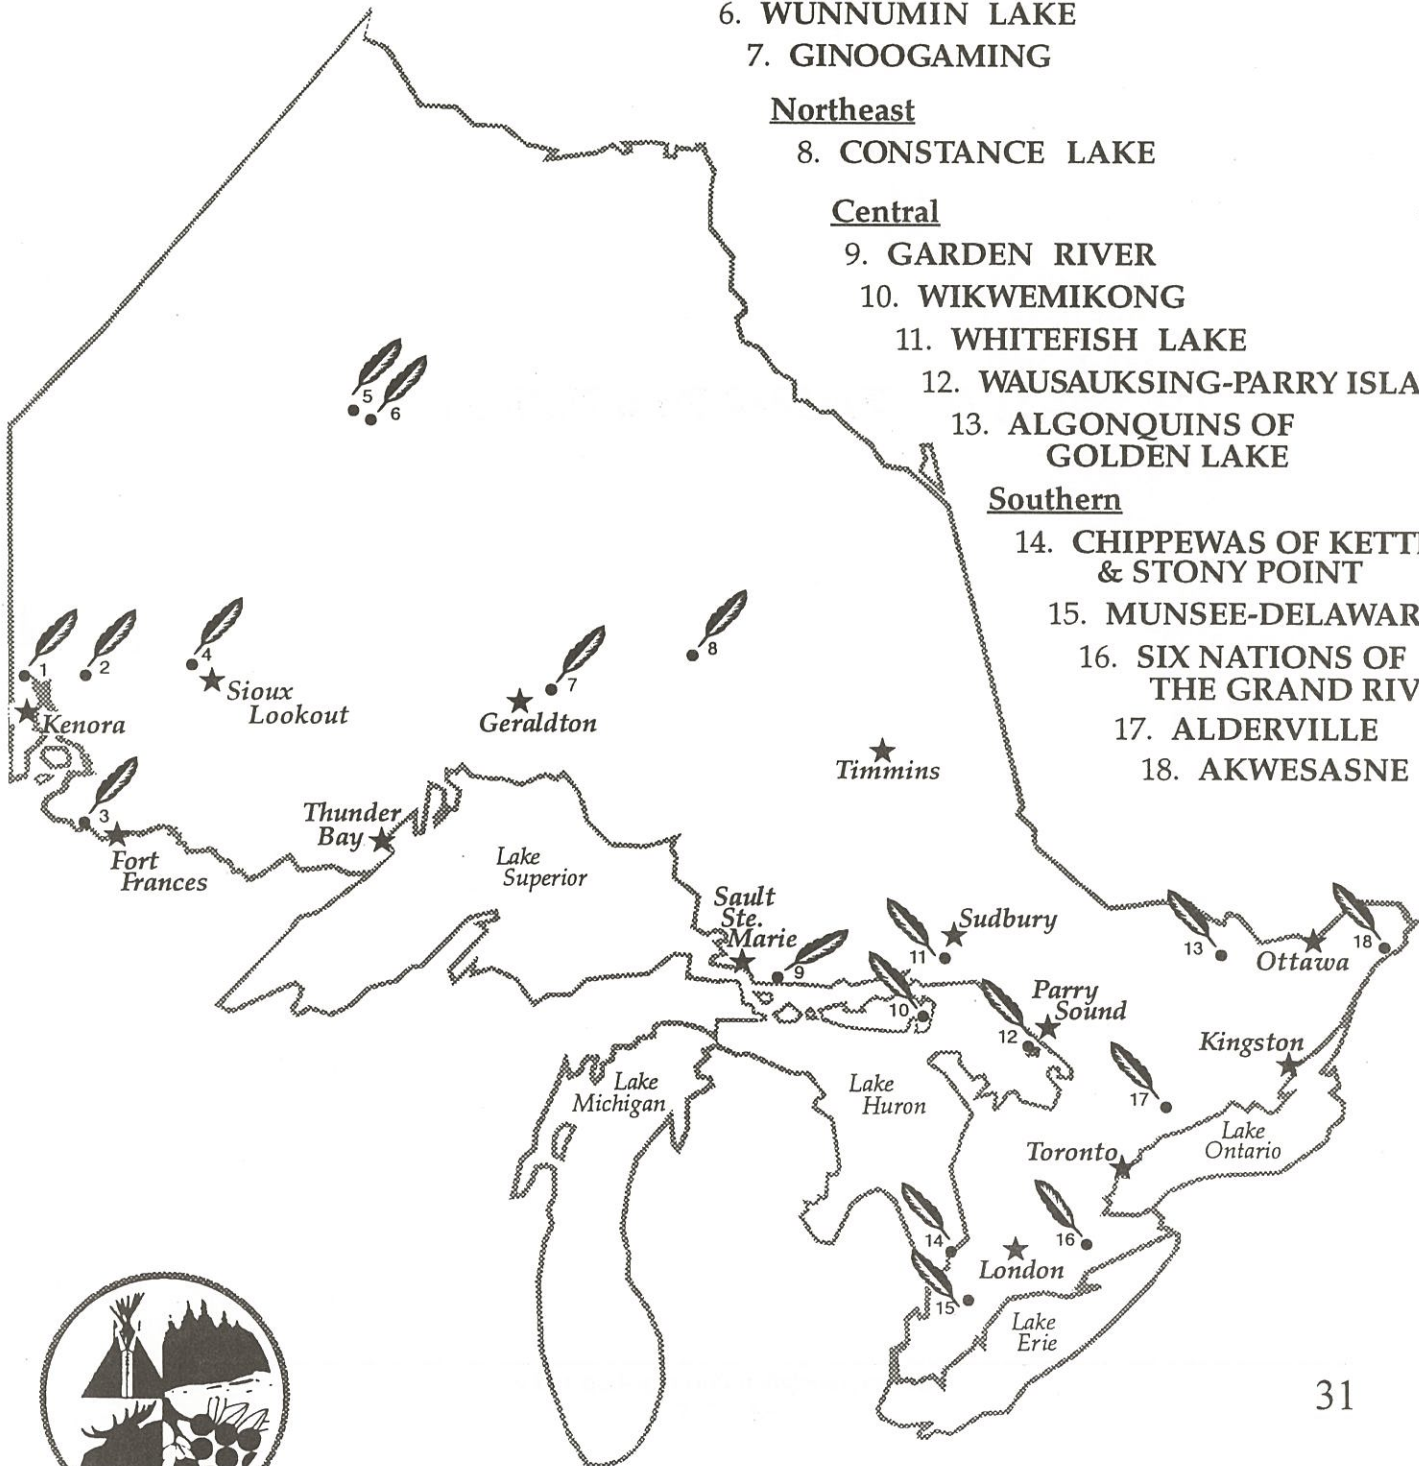 6. WUNNUMIN LAKE
7. GINOOGAMING
Northeast
8. CONSTANCE LAKE
Central
9. GARDEN RIVER
10. WIKWEMIKONG
11. WHITEFISH LAKE
12. WAUSAUKSING-PARRY ISLA
13. ALGONQUINS OF
GOLDEN LAKE
Southern
14. CHIPPEWAS OF KETT
& STONY POINT
15. MUNSEE-DELAWAR
16. SIX NATIONS OF
THE GRAND RIV
17. ALDERVILLE
18. AKWESASNE
5
6
1
2
4
Sioux
Lookout
Kenora
7
Geraldton
8
Timmins
3
Fort
Frances
Thunder
Bay
Lake
Superior
Sault
Ste.
Marie
9
11
Sudbury
10
Parry
Sound
12
13
Ottawa
18
Kingston
17
Lake
Michigan
Lake
Huron
Toronto
Lake
Ontario
14
London
16
15
Lake
Erie
31